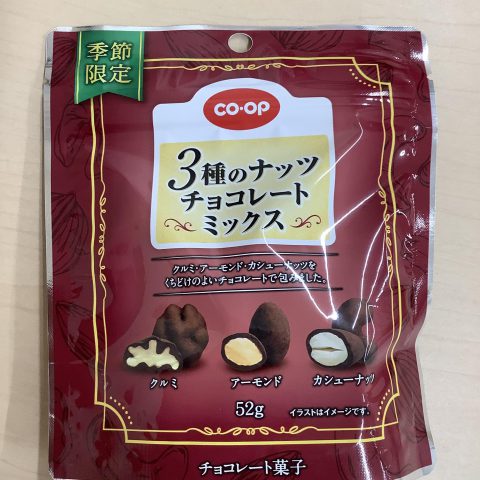 季節
限定
CO·OP
3種のナッツ
チョコレート
ミックス
クルミ・アーモンド・カシューナッツを
くちどけのよいチョコレートで包みました。
クルミ
アーモンド
カシューナッツ
52g
イラストはイメージです。
チョコレート菓子